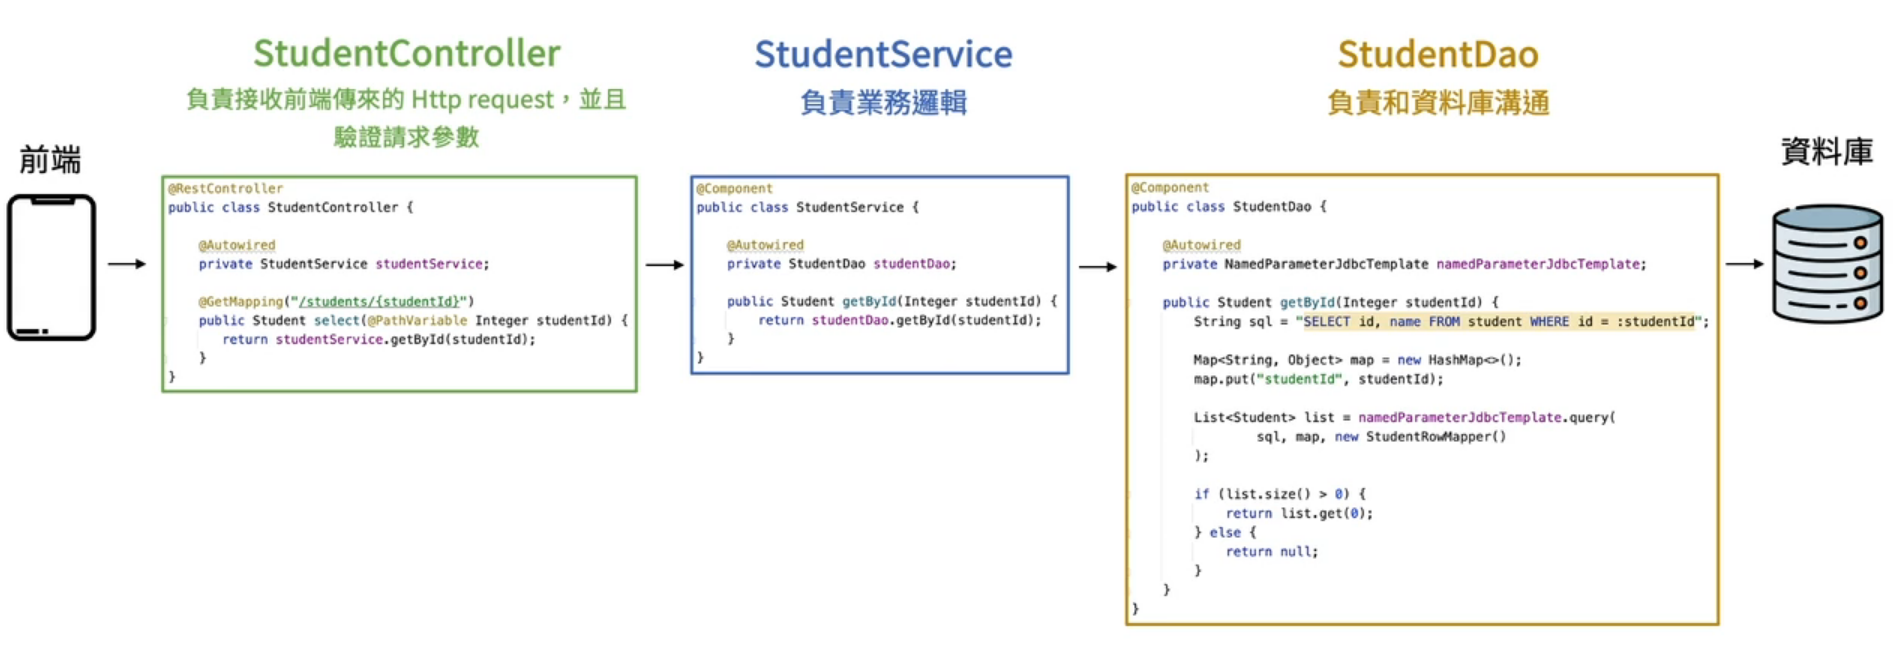 前端
StudentController
負責接收前端傳來的 Http request，並且
驗證請求參數
@RestController
public class StudentController {
@Autowired
private StudentService studentService;
@GetMapping("/students/{studentId}")
public Student select(@PathVariable Integer studentId) {
return studentService.getById(studentId);
}
}
StudentService
負責業務邏輯
@Component
public class StudentService {
@Autowired
private StudentDao studentDao;
public Student getById(Integer studentId) {
return studentDao.getById(studentId);
}
}
StudentDao
負責和資料庫溝通
@Component
public class StudentDao {
@Autowired
private NamedParameterJdbcTemplate namedParameterJdbcTemplate;
public Student getById(Integer studentId) {
String sql = "SELECT id, name FROM student WHERE id = :studentId";
Map<String, Object> map = new HashMap<>();
map.put("studentId", studentId);
List<Student> list = namedParameterJdbcTemplate.query(
sql, map, new StudentRowMapper()
);
if (list.size() > 0) {
return list.get(0);
} else {
return null;
}
}
}
資料庫